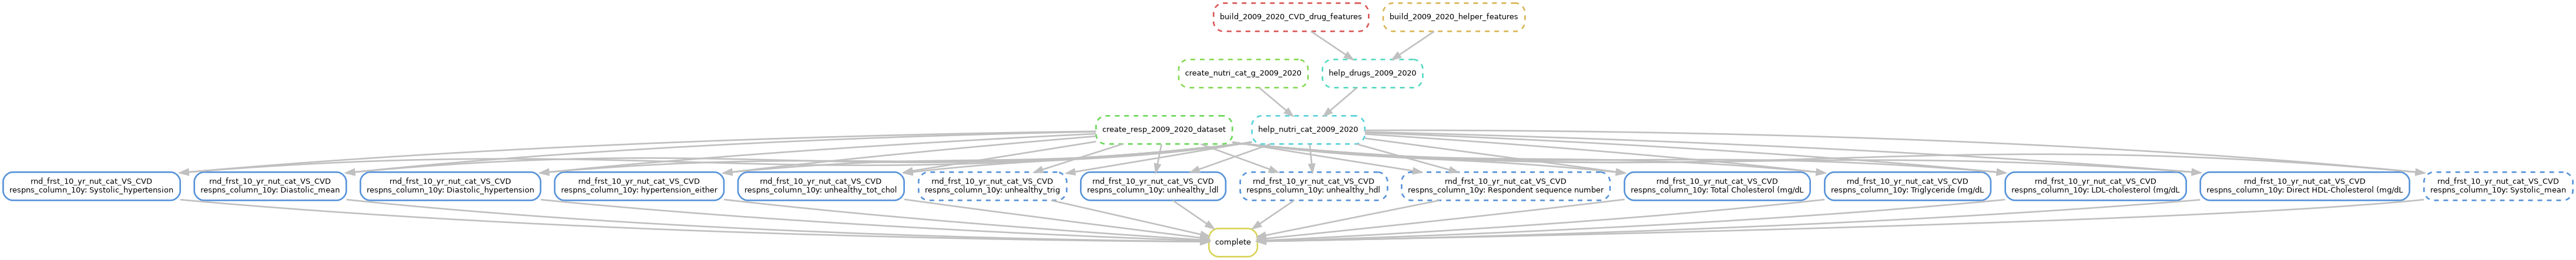 build_2009_2020_CVD_drug_features
build_2009_2020_helper_features
create_nutri_cat_g_2009_2020
help_drugs_2009_2020
create_resp_2009_2020_dataset
help_nutri_cat_2009_2020
rnd_frst_10_yr_nut_cat_VS_CVD
respns_column_10y: Systolic_hypertension
rnd_frst_10_yr_nut_cat_VS_CVD
respns_column_10y: Diastolic_mean
rnd_frst_10_yr_nut_cat_VS_CVD
respns_column_10y: Diastolic_hypertension
rnd_frst_10_yr_nut_cat_VS_CVD
respns_column_10y: hypertension_either
rnd_frst_10_yr_nut_cat_VS_CVD
respns_column_10y: unhealthy_tot_chol
rnd_frst_10_yr_nut_cat_VS_CVD
respns_column_10y: unhealthy_trig
rnd_frst_10_yr_nut_cat_VS_CVD
respns_column_10y: unhealthy_ldl
rnd_frst_10_yr_nut_cat_VS_CVD
respns_column_10y: unhealthy_hdl
rnd_frst_10_yr_nut_cat_VS_CVD
respns_column_10y: Respondent sequence number
rnd_frst_10_yr_nut_cat_VS_CVD
respns_column_10y: Total Cholesterol (mg/dL
rnd_frst_10_yr_nut_cat_VS_CVD
respns_column_10y: Triglyceride (mg/dL
rnd_frst_10_yr_nut_cat_VS_CVD
respns_column_10y: LDL-cholesterol (mg/dL
rnd_frst_10_yr_nut_cat_VS_CVD
respns_column_10y: Direct HDL-Cholesterol (mg/dL
rnd_frst_10_yr_nut_cat_VS_CVD
respns_column_10y: Systolic_mean
complete